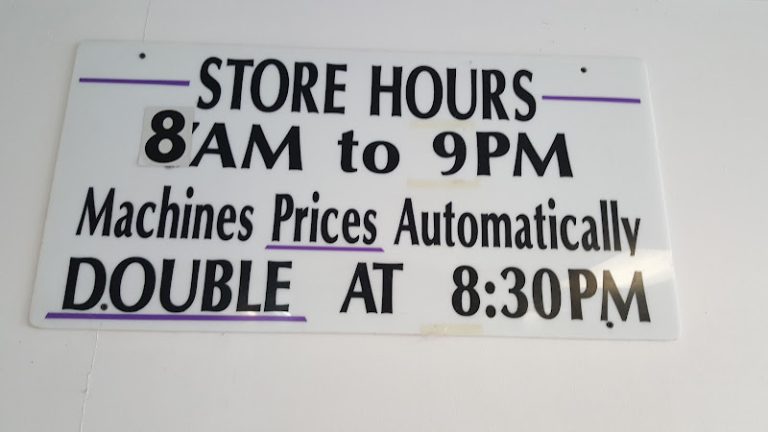 STORE HOURS
8AM to 9PM
Machines Prices Automatically
DOUBLE AT 8:30PM